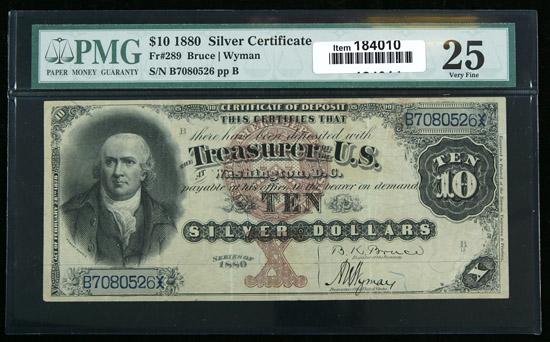 PMG
PAPER MONEY GUARANTY
$10 1880 Silver Certificate
Fr#289 Bruce | Wyman
S/N B7080526 pp B
Item 184010
25
Very Fine
CERTIFICATE OF DEPOSIT
THIS CERTIFIES THAT
B
there have been deposited with
THE Treasurer OF THE U.S.
AT Washington, D.C.
payable at his office to the bearer on demand
TEN
SILVER DOLLARS
B7080526X
TEN
10
SERIES OF
1880
B.K. Bruce
B
A.U. Wyman
X
B7080526X